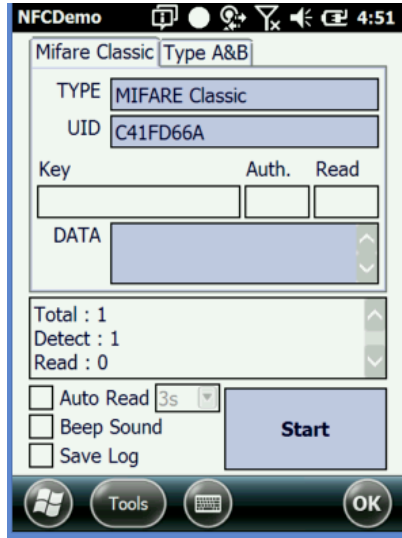 NFCDemo 4:51
Mifare Classic Type A&B
TYPE MIFARE Classic
UID C41FD66A
Key Auth. Read
DATA
Total : 1
Detect : 1
Read : 0
Auto Read 3s
Beep Sound
Save Log
Start
Tools OK